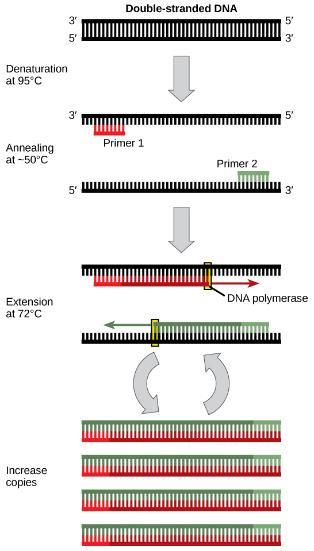 Double-stranded DNA
3′ 5′
5′ 3′
Denaturation
at 95°C
3′ 5′
Primer 1
Annealing
at ~50°C
Primer 2
5′ 3′
DNA polymerase
Extension
at 72°C
Increase
copies